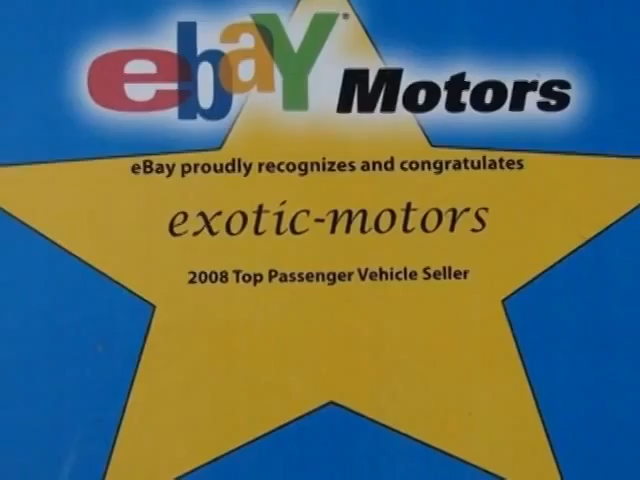 ebaY Motors
eBay proudly recognizes and congratulates
exotic-motors
2008 Top Passenger Vehicle Seller